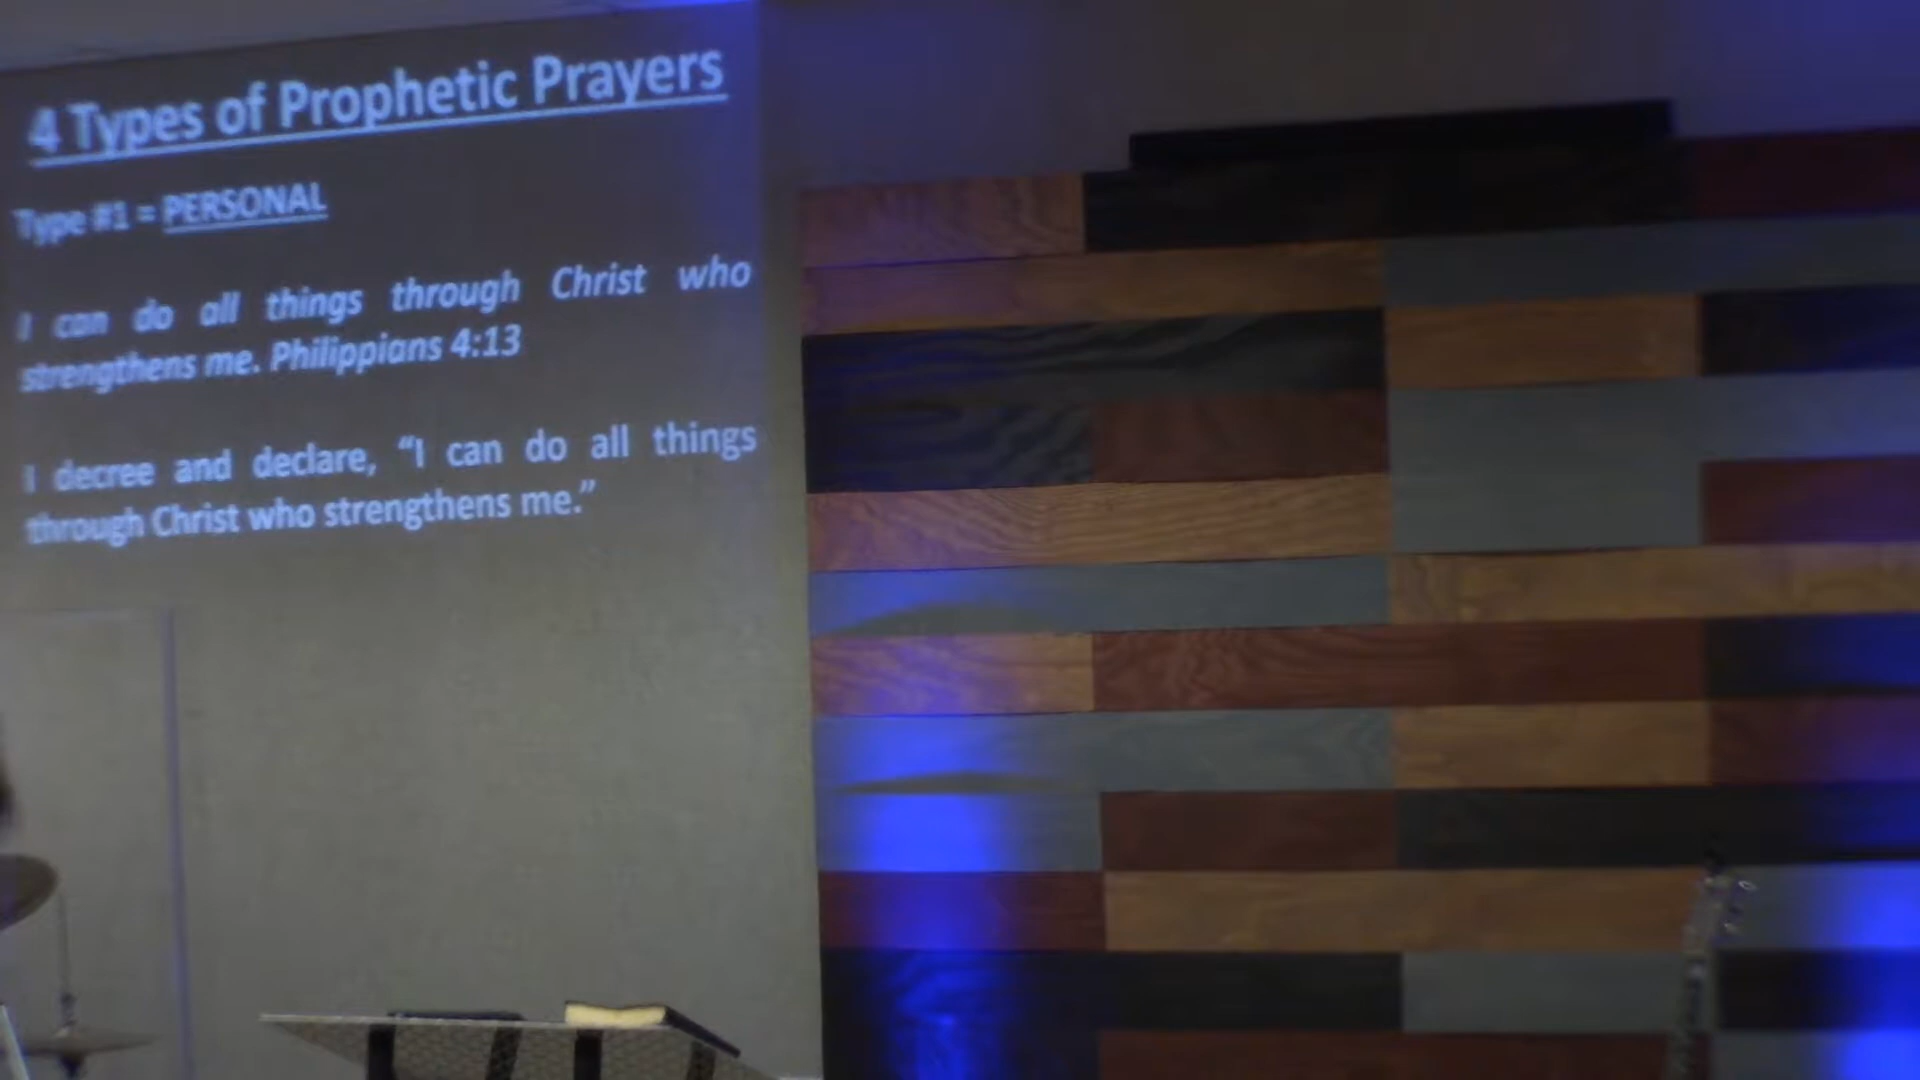 4 Types of Prophetic Prayers
Type #1 = PERSONAL
I can do all things through Christ who
strengthens me. Philippians 4:13
I decree and declare, “I can do all things
through Christ who strengthens me.”